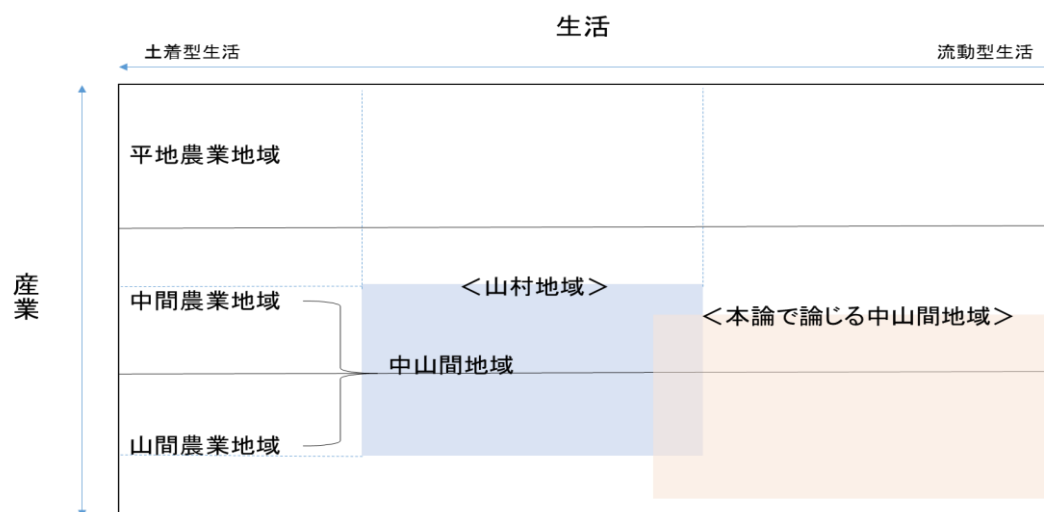 生活
土着型生活
流動型生活
産業
平地農業地域
＜山村地域＞
中間農業地域
＜本論で論じる中山間地域＞
中山間地域
山間農業地域